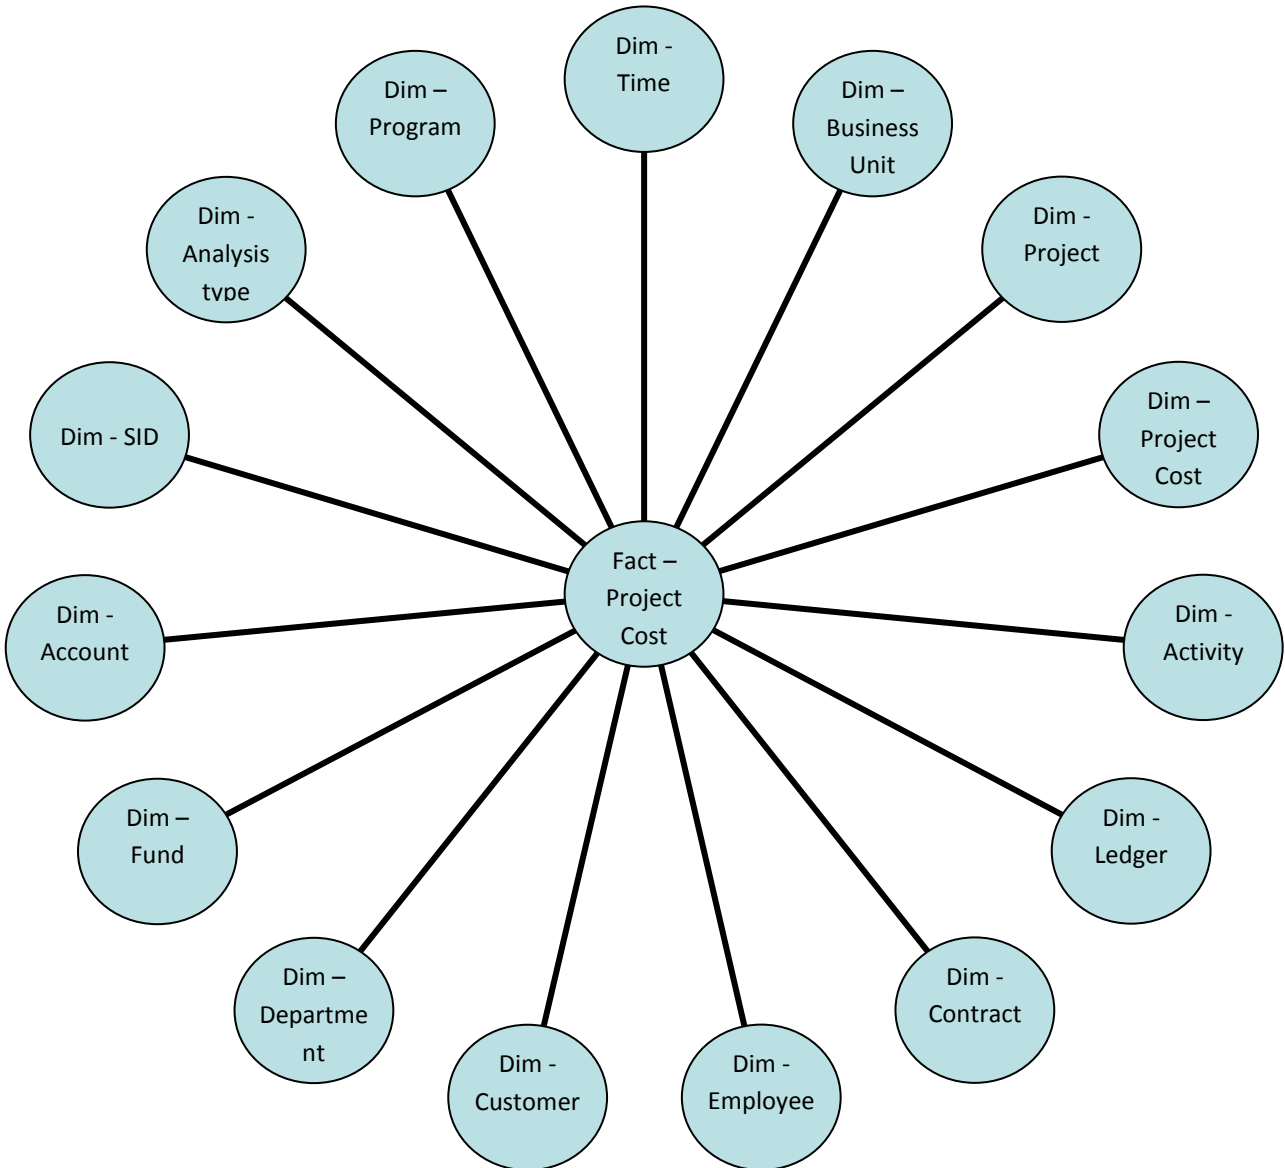 Dim -
Time
Dim –
Program
Dim –
Business
Unit
Dim -
Analysis
type
Dim -
Project
Dim - SID
Dim –
Project
Cost
Fact –
Project
Cost
Dim -
Account
Dim -
Activity
Dim –
Fund
Dim -
Ledger
Dim –
Departme
nt
Dim -
Contract
Dim -
Customer
Dim -
Employee